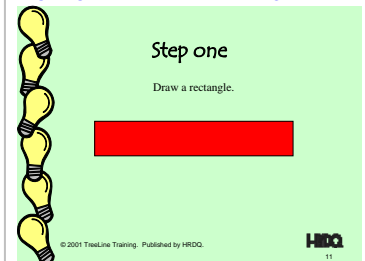 Step one
Draw a rectangle.
© 2001 TreeLine Training.  Published by HRDQ.
HRDQ
11